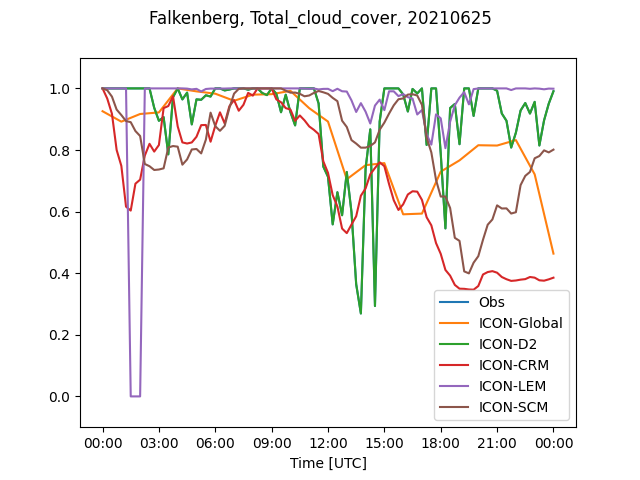 Falkenberg, Total_cloud_cover, 20210625
1.0
0.8
0.6
0.4
0.2
0.0
00:00 03:00 06:00 09:00 12:00 15:00 18:00 21:00 00:00
Time [UTC]
Obs
ICON-Global
ICON-D2
ICON-CRM
ICON-LEM
ICON-SCM